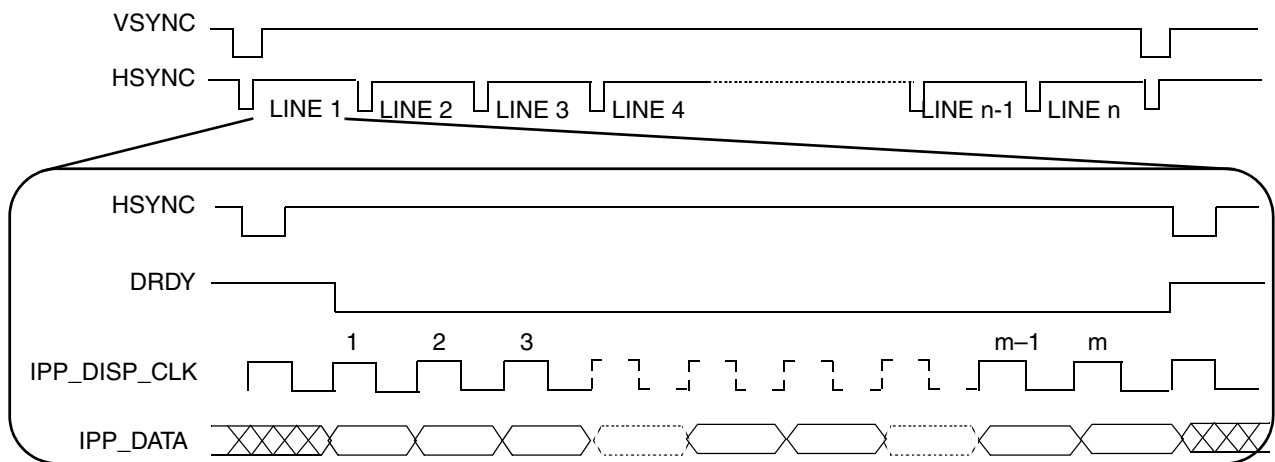 VSYNC
HSYNC
LINE 1 LINE 2 LINE 3 LINE 4 LINE n-1 LINE n
HSYNC
DRDY
1 2 3 m–1 m
IPP_DISP_CLK
IPP_DATA